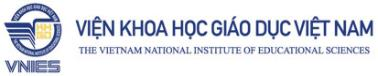 VIỆN KHOA HỌC GIÁO DỤC VIỆT NAM
THE VIETNAM NATIONAL INSTITUTE OF EDUCATIONAL SCIENCES
VNIES